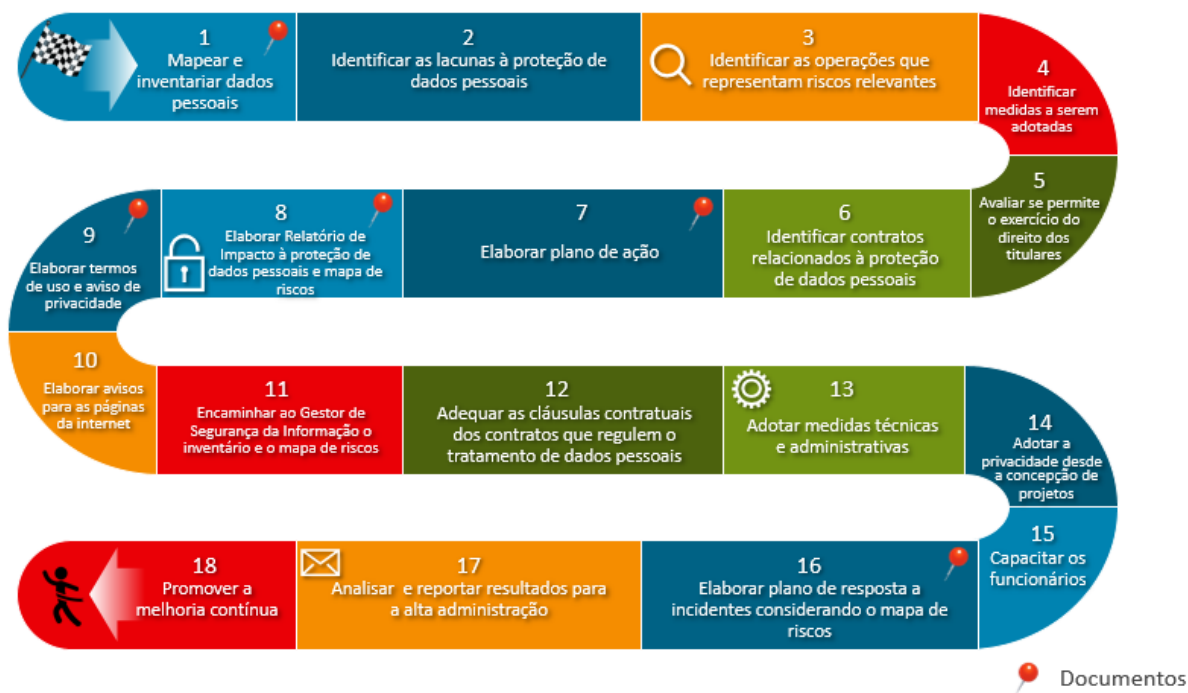 1
Mapear e
inventariar dados
pessoais
2
Identificar as lacunas à proteção de
dados pessoais
3
Identificar as operações que
representam riscos relevantes
4
Identificar
medidas a serem
adotadas
5
Avaliar se permite
o exercício do
direito dos
titulares
6
Identificar contratos
relacionados à proteção
de dados pessoais
7
Elaborar plano de ação
8
Elaborar Relatório de
Impacto à proteção de
dados pessoais e mapa de
riscos
9
Elaborar termos
de uso e aviso de
privacidade
10
Elaborar avisos
para as páginas
da internet
11
Encaminhar ao Gestor de
Segurança da Informação o
inventário e o mapa de riscos
12
Adequar as cláusulas contratuais
dos contratos que regulem o
tratamento de dados pessoais
13
Adotar medidas técnicas
e administrativas
14
Adotar a
privacidade desde
a concepção de
projetos
15
Capacitar os
funcionários
16
Elaborar plano de resposta a
incidentes considerando o mapa de
riscos
17
Analisar e reportar resultados para
a alta administração
18
Promover a
melhoria contínua
Documentos